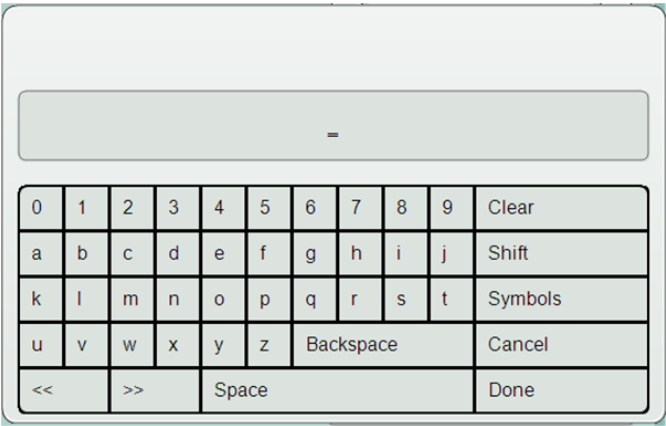 0 1 2 3 4 5 6 7 8 9 Clear
a b c d e f g h i j Shift
k l m n o p q r s t Symbols
u v w x y z Backspace Cancel
<< >> Space Done